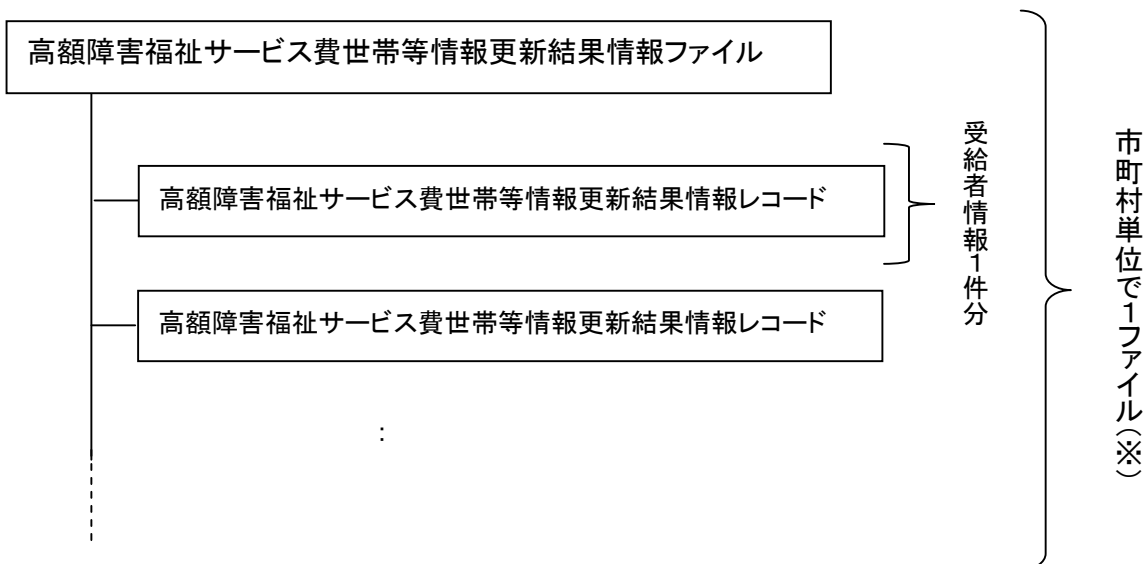 高額障害福祉サービス費世帯等情報更新結果情報ファイル
高額障害福祉サービス費世帯等情報更新結果情報レコード
受給者情報1件分
高額障害福祉サービス費世帯等情報更新結果情報レコード
:
市町村単位で1ファイル(※)